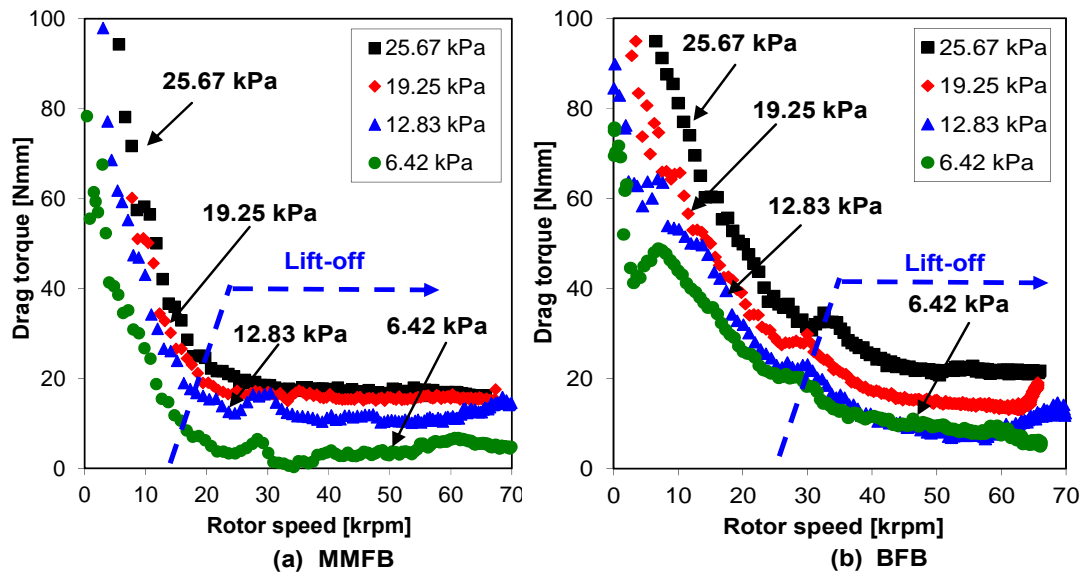 100
80
60
40
20
0
Drag torque [Nmm]
25.67 kPa
19.25 kPa
12.83 kPa
6.42 kPa
25.67 kPa
19.25 kPa
Lift-off
12.83 kPa
6.42 kPa
0 10 20 30 40 50 60 70
Rotor speed [krpm]
(a) MMFB
100
80
60
40
20
0
Drag torque [Nmm]
25.67 kPa
19.25 kPa
12.83 kPa
6.42 kPa
25.67 kPa
19.25 kPa
12.83 kPa
Lift-off
6.42 kPa
0 10 20 30 40 50 60 70
Rotor speed [krpm]
(b) BFB